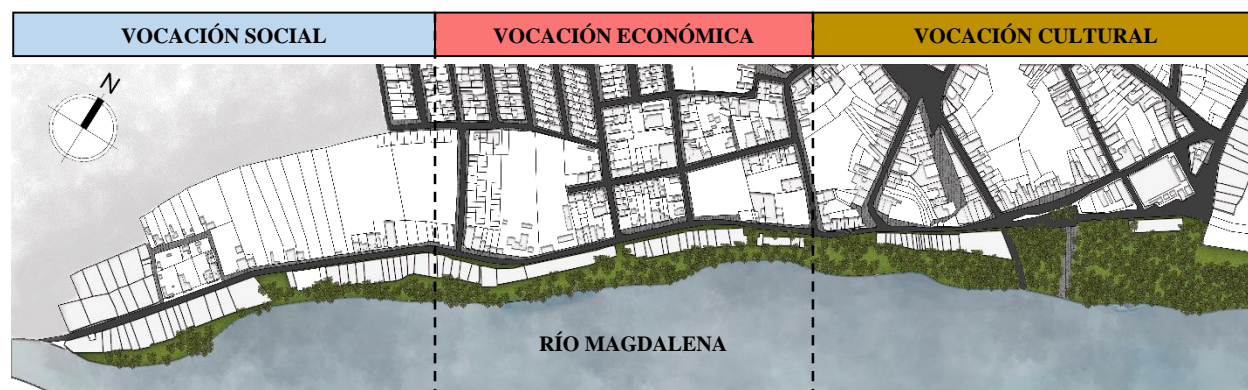 VOCACIÓN SOCIAL
VOCACIÓN ECONÓMICA
VOCACIÓN CULTURAL
N
RÍO MAGDALENA